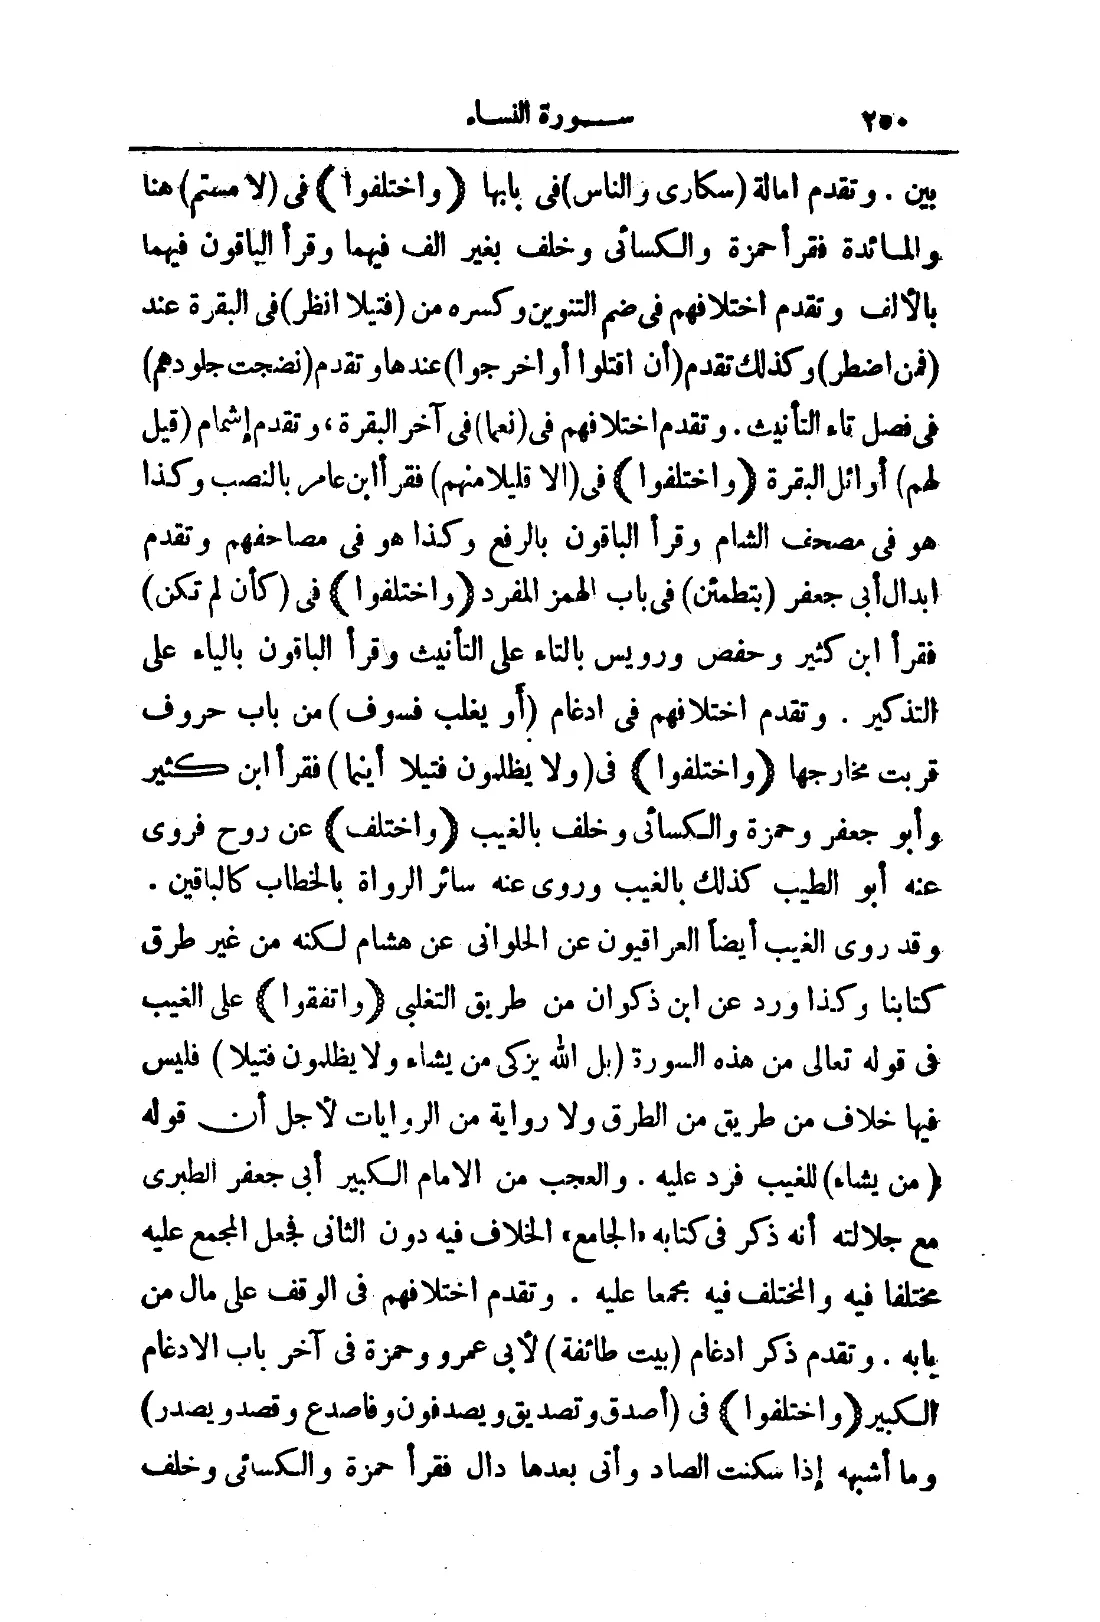 ٢٥٠ ســـورة النساء
بين . وتقدم امالة (سكارى والناس)فى بابها ﴿واختلفوا﴾ فى (لامستم) هنا
والمائدة فقرأ حمزة والكسائى وخلف بغير الف فيهما وقرأ الباقون فيهما
بالألف وتقدم اختلافهم فى ضم التنوين وكسره من (فتيلا انظر)فى البقرة عند
(فمن اضطر) وكذلك تقدم(أن اقتلوا أو اخرجوا) عندها وتقدم(نضجت جلودهم)
فى فصل تاء التأنيث . وتقدم اختلافهم فى (نعما) فى آخر البقرة، وتقدم إشمام (قيل
لهم) أوائل البقرة ﴿واختلفوا﴾ فى (الا قليلا منهم) فقرأ ابن عامر بالنصب وكذا
هو فى مصحف الشام وقرأ الباقون بالرفع وكذا هو فى مصاحفهم وتقدم
ابدال أبى جعفر (بتطمئن) فى باب الهمز المفرد ﴿واختلفوا﴾ فى (كأن لم تكن)
فقرأ ابن كثير وحفص ورويس بالتاء على التأنيث وقرأ الباقون بالياء على
التذكير . وتقدم اختلافهم فى ادغام (أو يغلب فسوف) من باب حروف
قربت مخارجها ﴿واختلفوا﴾ فى(ولا يظلمون فتيلا أينما) فقرأ ابن كثير
وأبو جعفر وحمزة والكسائى وخلف بالغيب ﴿واختلف﴾ عن روح فروى
عنه أبو الطيب كذلك بالغيب وروى عنه سائر الرواة بالخطاب كالباقين .
وقد روى الغيب أيضاً العراقيون عن الحلوانى عن هشام لكنه من غير طرق
كتابنا وكذا ورد عن ابن ذكوان من طريق التغلبي ﴿واتفقوا﴾ على الغيب
فى قوله تعالى من هذه السورة (بل الله يزكى من يشاء ولا يظلمون فتيلا) فليس
فيها خلاف من طريق من الطرق ولا رواية من الروايات لأجل أن قوله
(من يشاء) للغيب فرد عليه . والعجب من الامام الكبير أبى جعفر الطبرى
مع جلالته أنه ذكر فى كتابه «الجامع» الخلاف فيه دون الثانى فجعل المجمع عليه
مختلفا فيه والمختلف فيه مجمعا عليه . وتقدم اختلافهم فى الوقف على مال من
بابه . وتقدم ذكر ادغام (بيت طائفة) لأبى عمرو وحمزة فى آخر باب الادغام
الكبير ﴿واختلفوا﴾ فى (أصدق وتصديق ويصدفون وفاصدع وقصد ويصدر)
وما أشبهه إذا سكنت الصاد وأتى بعدها دال فقرأ حمزة والكسائى وخلف